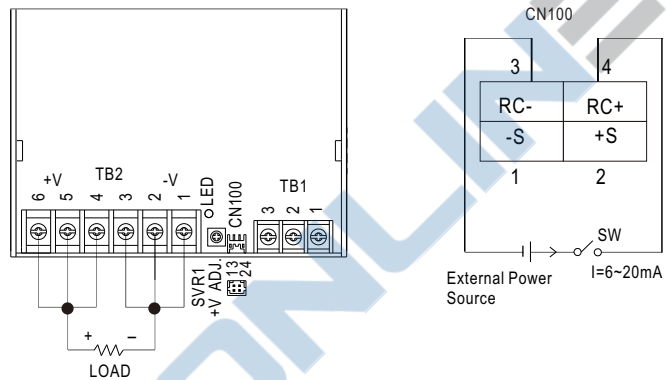 CN100
3 4
RC- RC+
-S +S
1 2
SW
I=6~20mA
External Power
Source
+V TB2 -V
6 5 4 3 2 1
LED
CN100
TB1
3 2 1
SVR1
+V ADJ.
13
24
+ −
LOAD
ONLINE